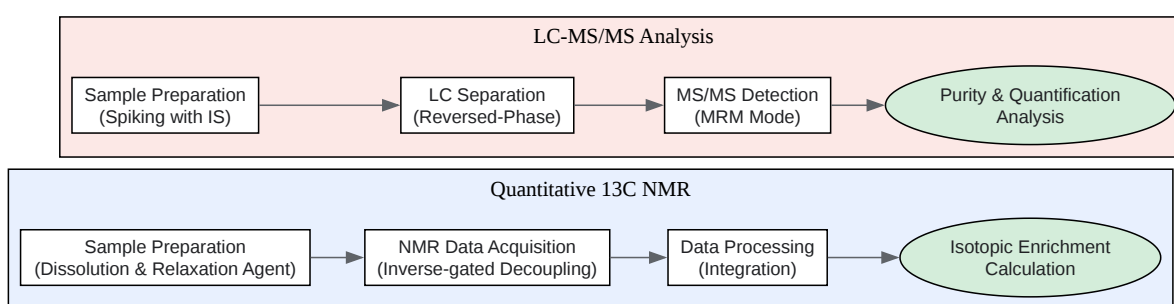 LC-MS/MS Analysis
Sample Preparation
(Spiking with IS)
LC Separation
(Reversed-Phase)
MS/MS Detection
(MRM Mode)
Purity & Quantification
Analysis
Quantitative 13C NMR
Sample Preparation
(Dissolution & Relaxation Agent)
NMR Data Acquisition
(Inverse-gated Decoupling)
Data Processing
(Integration)
Isotopic Enrichment
Calculation